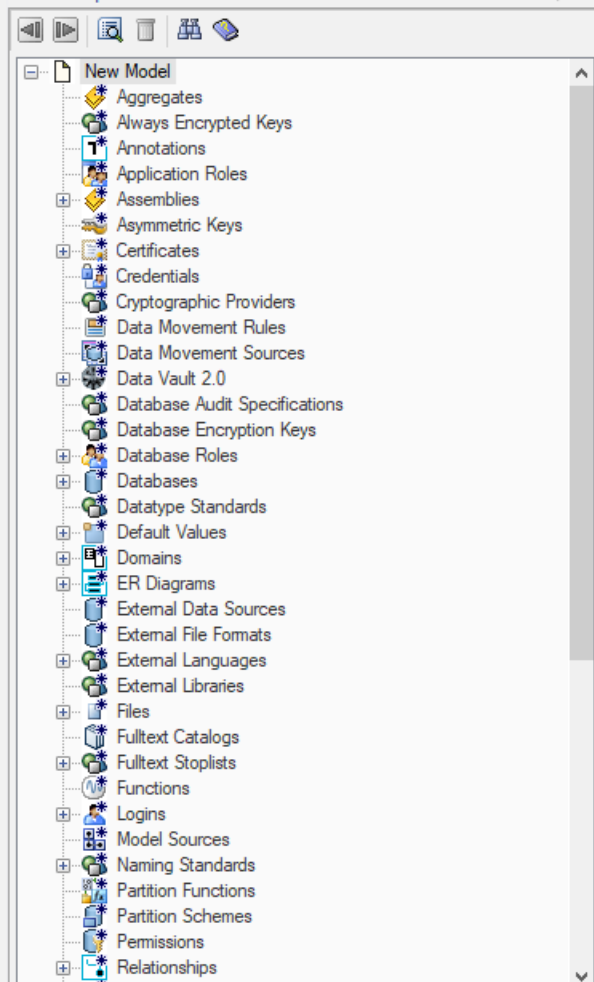 New Model
Aggregates
Always Encrypted Keys
Annotations
Application Roles
Assemblies
Asymmetric Keys
Certificates
Credentials
Cryptographic Providers
Data Movement Rules
Data Movement Sources
Data Vault 2.0
Database Audit Specifications
Database Encryption Keys
Database Roles
Databases
Datatype Standards
Default Values
Domains
ER Diagrams
External Data Sources
External File Formats
External Languages
External Libraries
Files
Fulltext Catalogs
Fulltext Stoplists
Functions
Logins
Model Sources
Naming Standards
Partition Functions
Partition Schemes
Permissions
Relationships